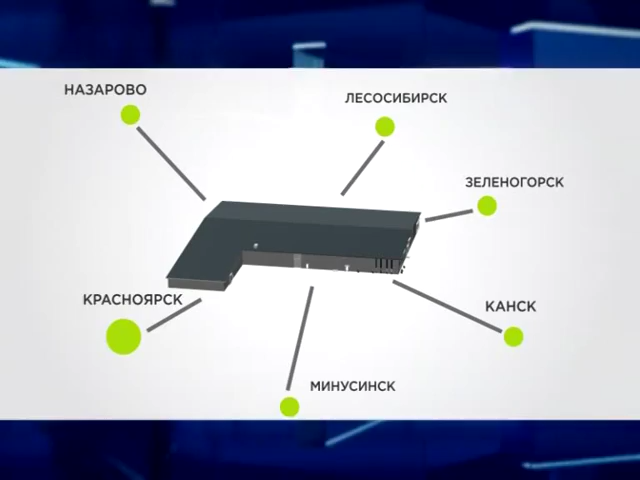 НАЗАРОВО
ЛЕСОСИБИРСК
ЗЕЛЕНОГОРСК
КРАСНОЯРСК
КАНСК
МИНУСИНСК